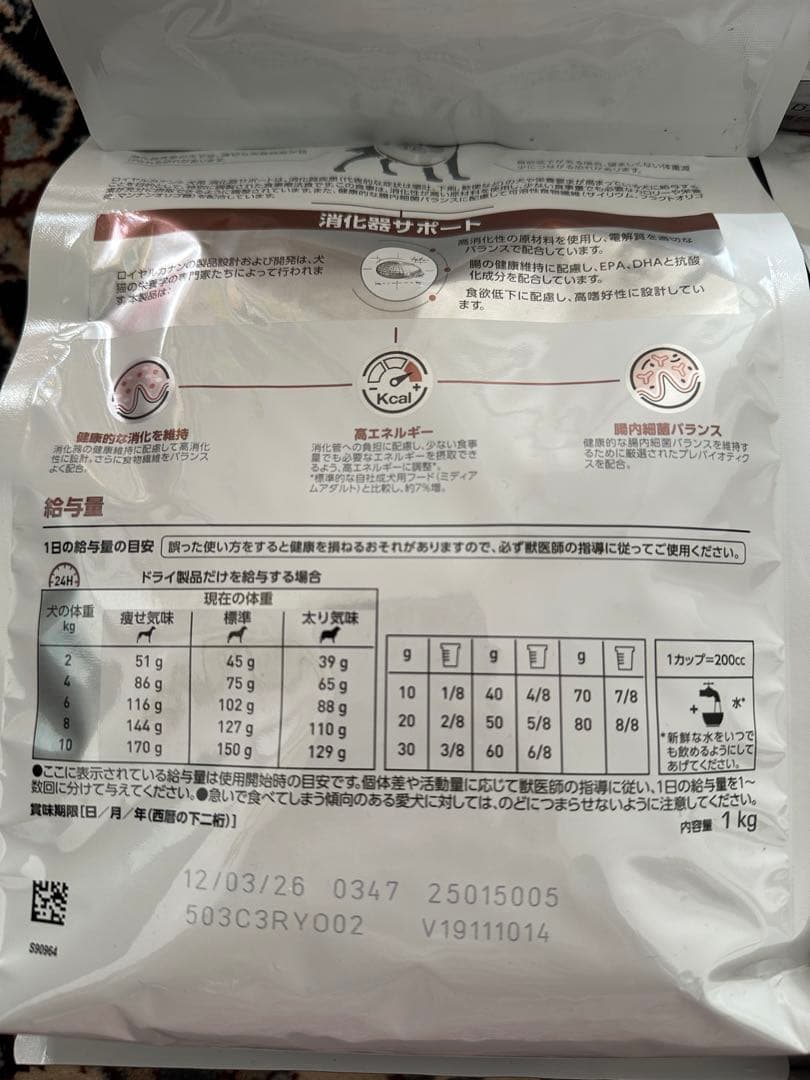 消化器サポート
ロイヤルカナンの製品設計および開発は、犬
猫の栄養学の専門家たちによって行われま
す。本製品は:
高消化性の原材料を使用し、電解質を適切な
バランスで配合しています。
腸の健康維持に配慮し、EPA、DHAと抗酸
化成分を配合しています。
食欲低下に配慮し、高嗜好性に設計してい
ます。
健康的な消化を維持
消化器の健康維持に配慮して高消化
性に設計。さらに食物繊維をバランス
よく配合。
- Kcal +
高エネルギー
消化管への負担に配慮し、少ない食事
量でも必要なエネルギーを摂取でき
るよう、高エネルギーに調整*。
*標準的な自社成犬用フード(ミディア
ムアダルト)と比較し、約7%増。
腸内細菌バランス
健康的な腸内細菌バランスを維持す
るために厳選されたプレバイオティク
スを配合。
給与量
1日の給与量の目安 誤った使い方をすると健康を損ねるおそれがありますので、必ず獣医師の指導に従ってご使用ください。
24H ドライ製品だけを給与する場合
犬の体重 kg 現在の体重
痩せ気味 標準 太り気味
2 51 g 45 g 39 g
4 86 g 75 g 65 g
6 116 g 102 g 88 g
8 144 g 127 g 110 g
10 170 g 150 g 129 g
g g g
10 1/8 40 4/8 70 7/8
20 2/8 50 5/8 80 8/8
30 3/8 60 6/8
1カップ=200cc
+ 水*
*新鮮な水をいつで
も飲めるようにして
あげてください。
●ここに表示されている給与量は使用開始時の目安です。個体差や活動量に応じて獣医師の指導に従い、1日の給与量を1〜
数回に分けて与えてください。●急いで食べてしまう傾向のある愛犬に対しては、のどにつまらせないように注意してください。
賞味期限[日/月/年(西暦の下二桁)]
内容量 1 kg
12/03/26 0347 25015005
503C3RYO02 V19111014
S90964